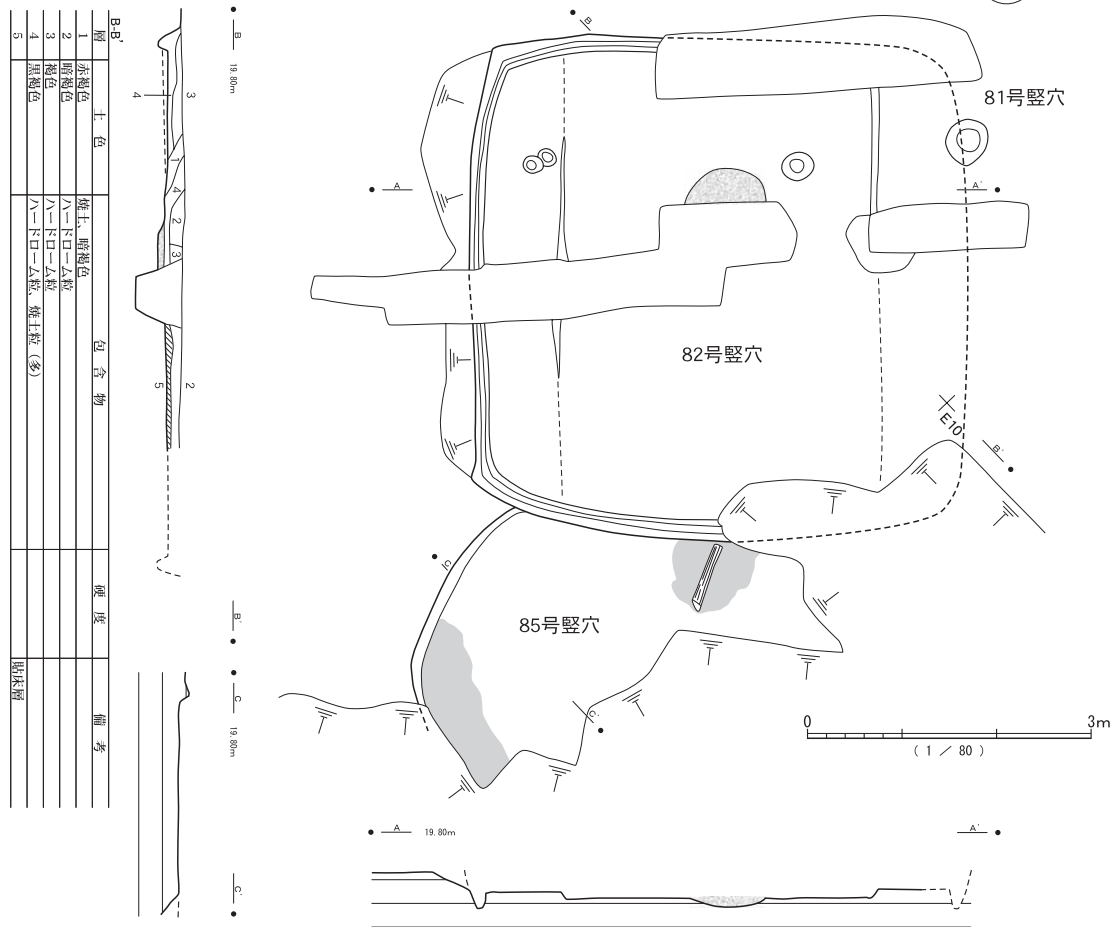 B-B'
層 土色 包含物 硬度 備考
1 赤褐色 焼土、暗褐色
2 暗褐色 ハードローム粒
3 褐色 ハードローム粒
4 黒褐色 ハードローム粒、焼土粒（多）
5 貼床層
B 19.80m
3
4
1
4
2
3
5
2
B'
C 19.80m
C'
B
81号竪穴
A
A'
82号竪穴
E10
B'
C
85号竪穴
C'
0 3m
（ 1 ／ 80 ）
A 19.80m A'